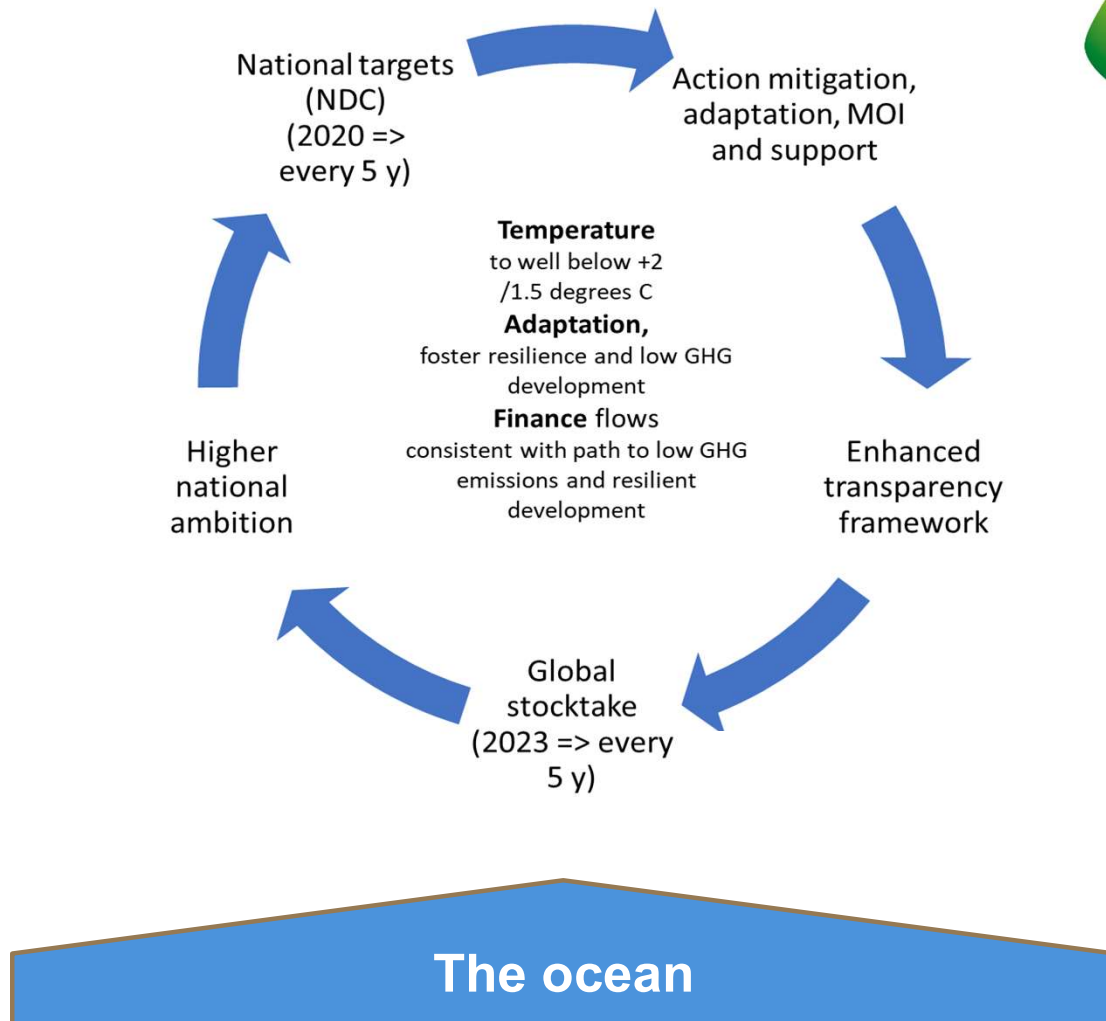 National targets
(NDC)
(2020 =>
every 5 y)
Action mitigation,
adaptation, MOI
and support
Temperature
to well below +2
/1.5 degrees C
Adaptation,
foster resilience and low GHG
development
Finance flows
consistent with path to low GHG
emissions and resilient
development
Higher
national
ambition
Enhanced
transparency
framework
Global
stocktake
(2023 => every
5 y)
The ocean